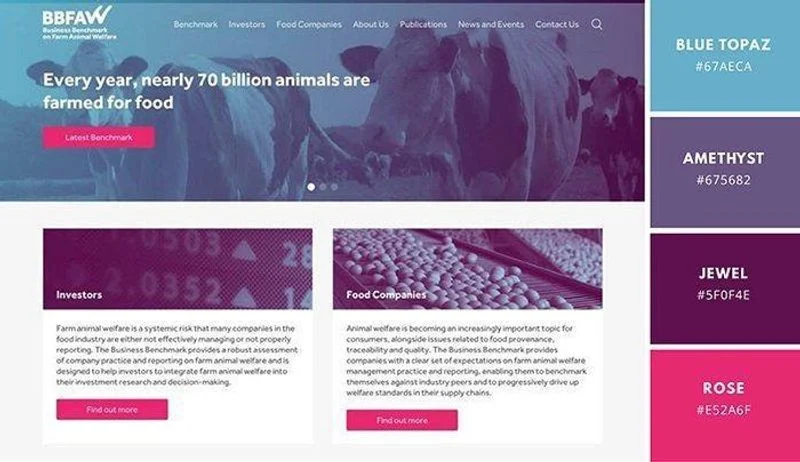 BBFAW
Business Benchmark
on Farm Animal Welfare
Benchmark Investors Food Companies About Us Publications News and Events Contact Us
Every year, nearly 70 billion animals are
farmed for food
Latest Benchmark
0.0503 ▲ 28
2.0352 ▲ 14
Investors
Farm animal welfare is a systemic risk that many companies in the
food industry are either not effectively managing or not properly
reporting. The Business Benchmark provides a robust assessment
of company practice and reporting on farm animal welfare and is
designed to help investors to integrate farm animal welfare into
their investment research and decision-making.
Find out more
Food Companies
Animal welfare is becoming an increasingly important topic for
consumers, alongside issues related to food provenance,
traceability and quality. The Business Benchmark provides
companies with a clear set of expectations on farm animal welfare
management practice and reporting, enabling them to benchmark
themselves against industry peers and to progressively drive up
welfare standards in their supply chains.
Find out more
BLUE TOPAZ
#67AECA
AMETHYST
#675682
JEWEL
#5F0F4E
ROSE
#E52A6F